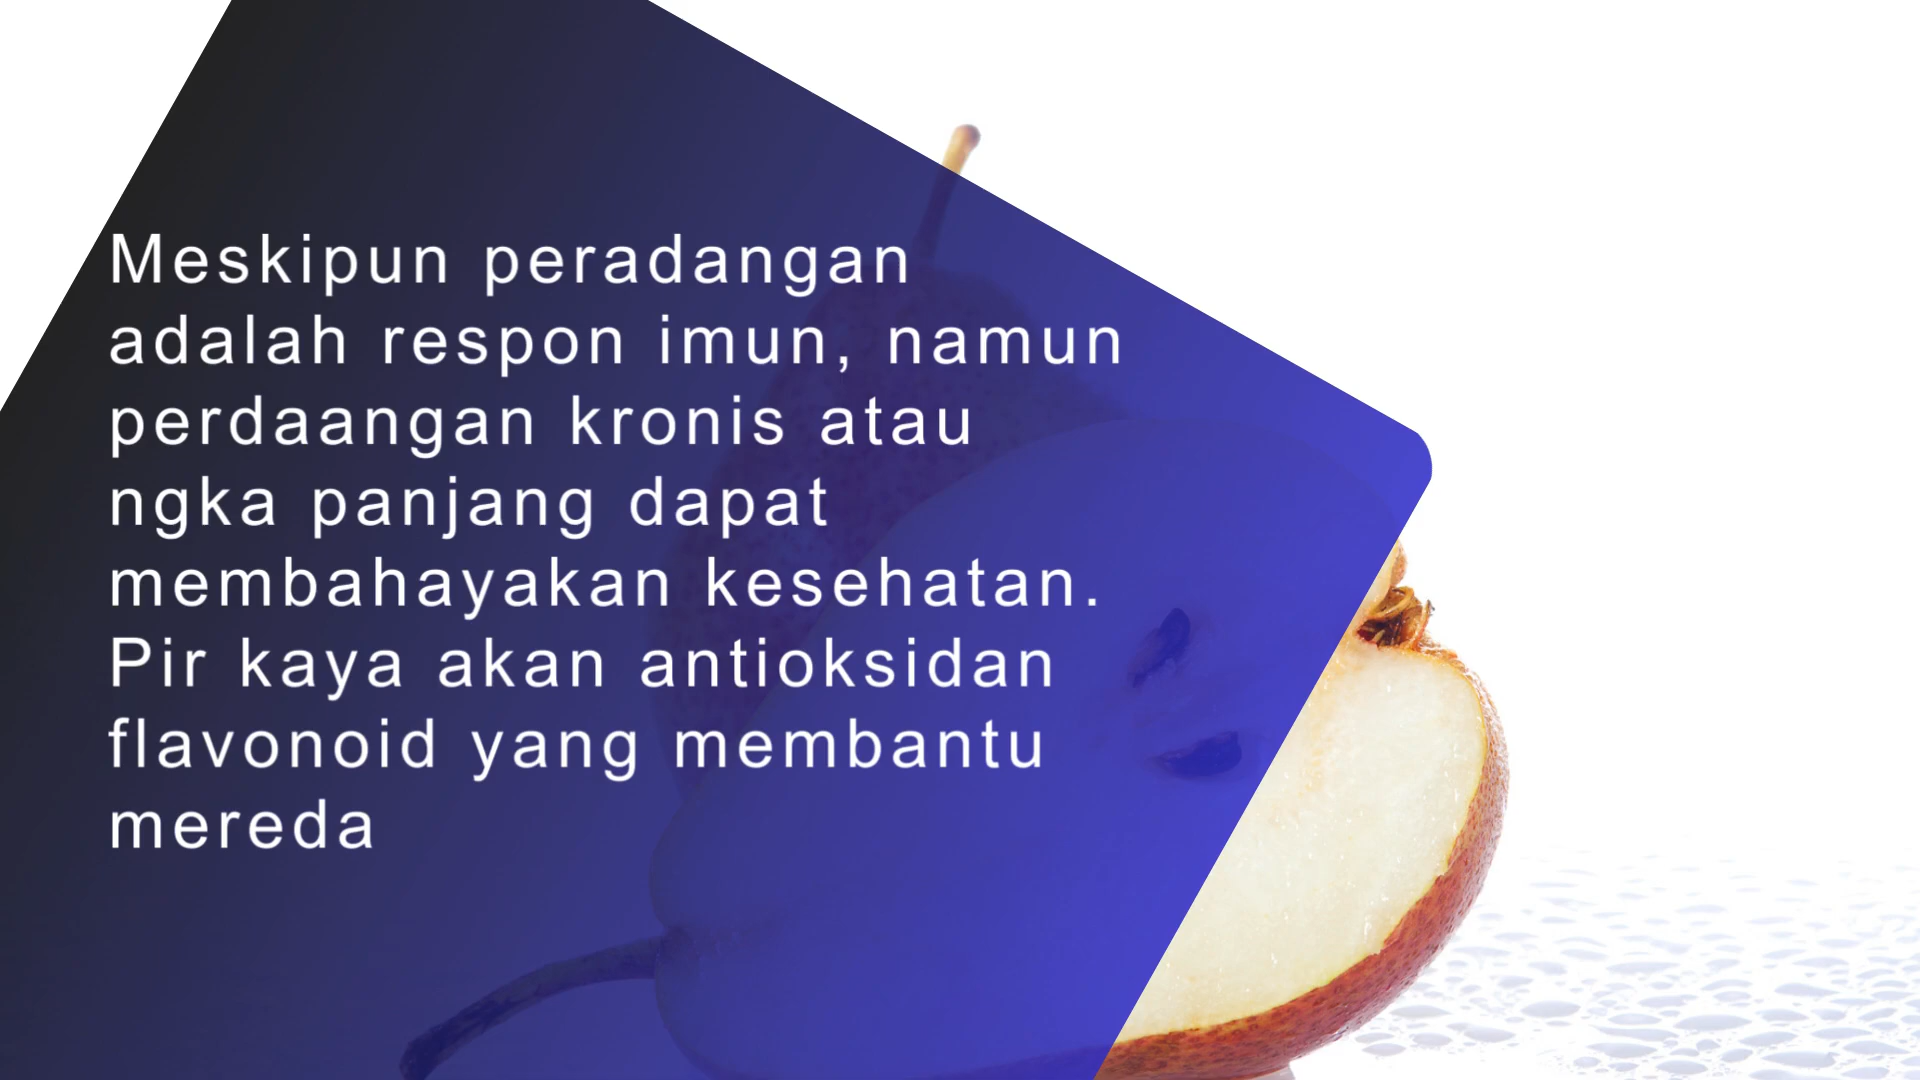 Meskipun peradangan
adalah respon imun, namun
perdaangan kronis atau
ngka panjang dapat
membahayakan kesehatan.
Pir kaya akan antioksidan
flavonoid yang membantu
mereda